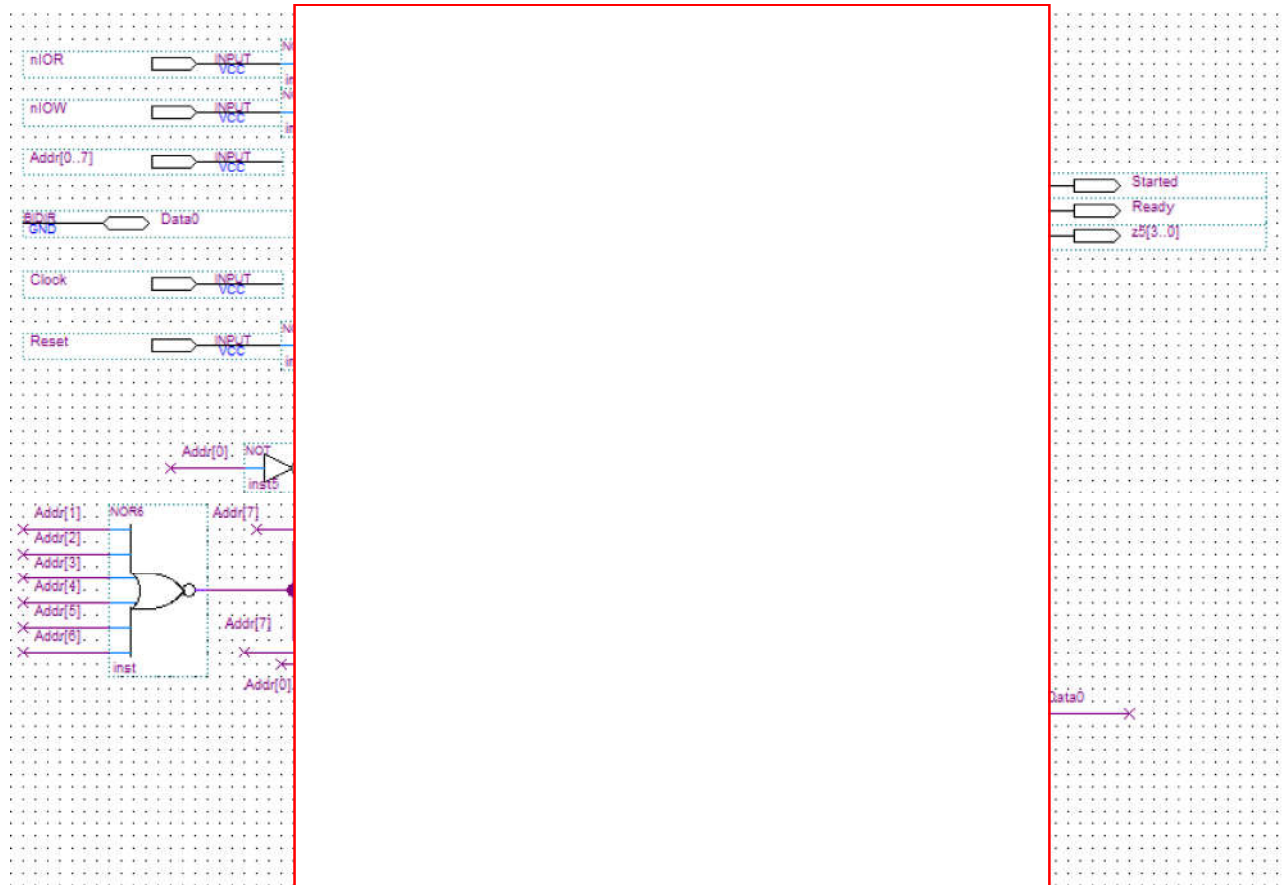 nIOR
INPUT
VCC
nIOW
INPUT
VCC
Addr[0..7]
INPUT
VCC
Started
Ready
z5[3..0]
BIDIR
GND
Data0
Clock
INPUT
VCC
Reset
INPUT
VCC
Addr[0]
NOT
inst5
Addr[1]
NOR6
Addr[7]
Addr[2]
Addr[3]
Addr[4]
Addr[5]
Addr[6]
Addr[7]
inst
Addr[0]
Data0